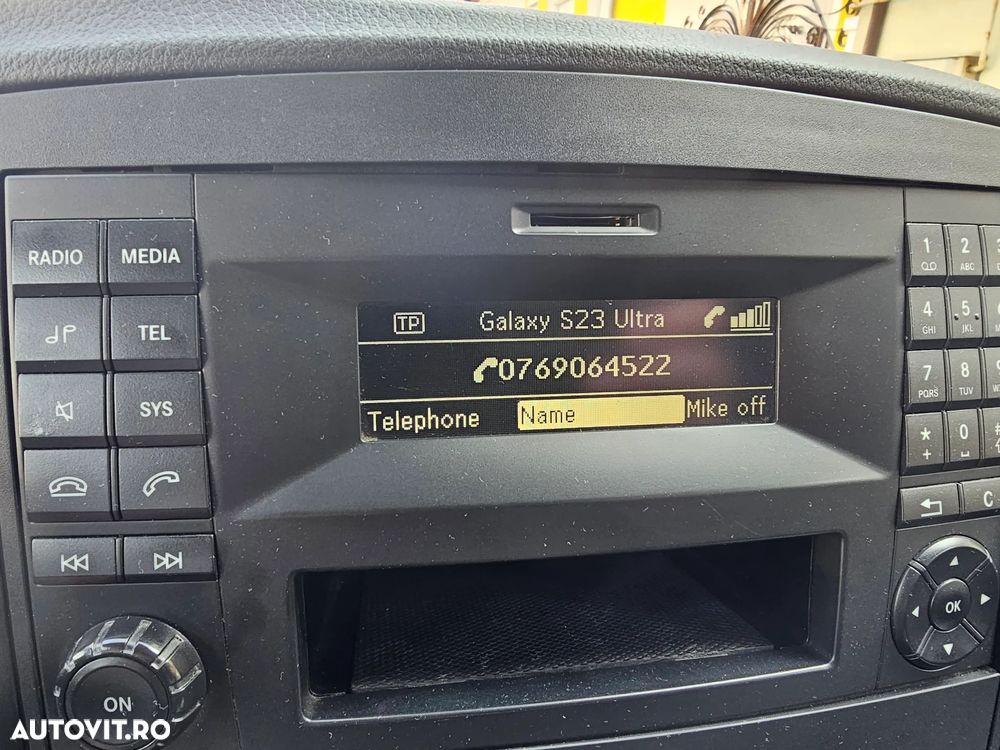 RADIO MEDIA
TEL
SYS
ON
TP Galaxy S23 Ultra
0769064522
Telephone Name Mike off
1 2 ABC
4 GHI 5 JKL
7 PQRS 8 TUV
* + 0
C
OK
AUTOVIT.RO